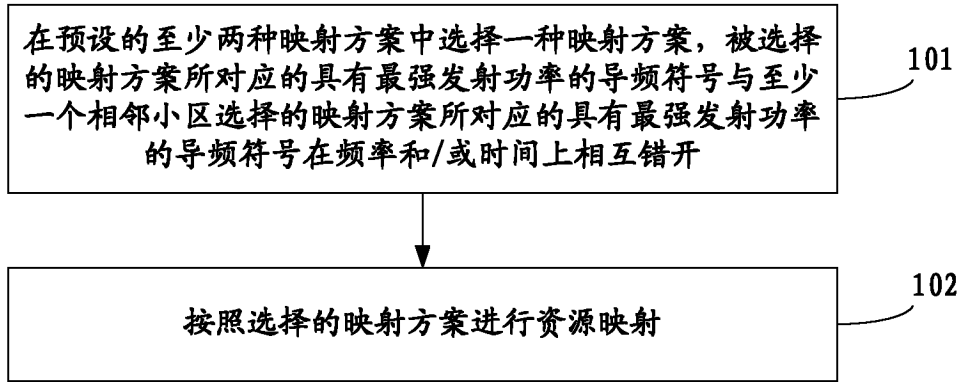 在预设的至少两种映射方案中选择一种映射方案，被选择
的映射方案所对应的具有最强发射功率的导频符号与至少
一个相邻小区选择的映射方案所对应的具有最强发射功率
的导频符号在频率和/或时间上相互错开
101
按照选择的映射方案进行资源映射
102